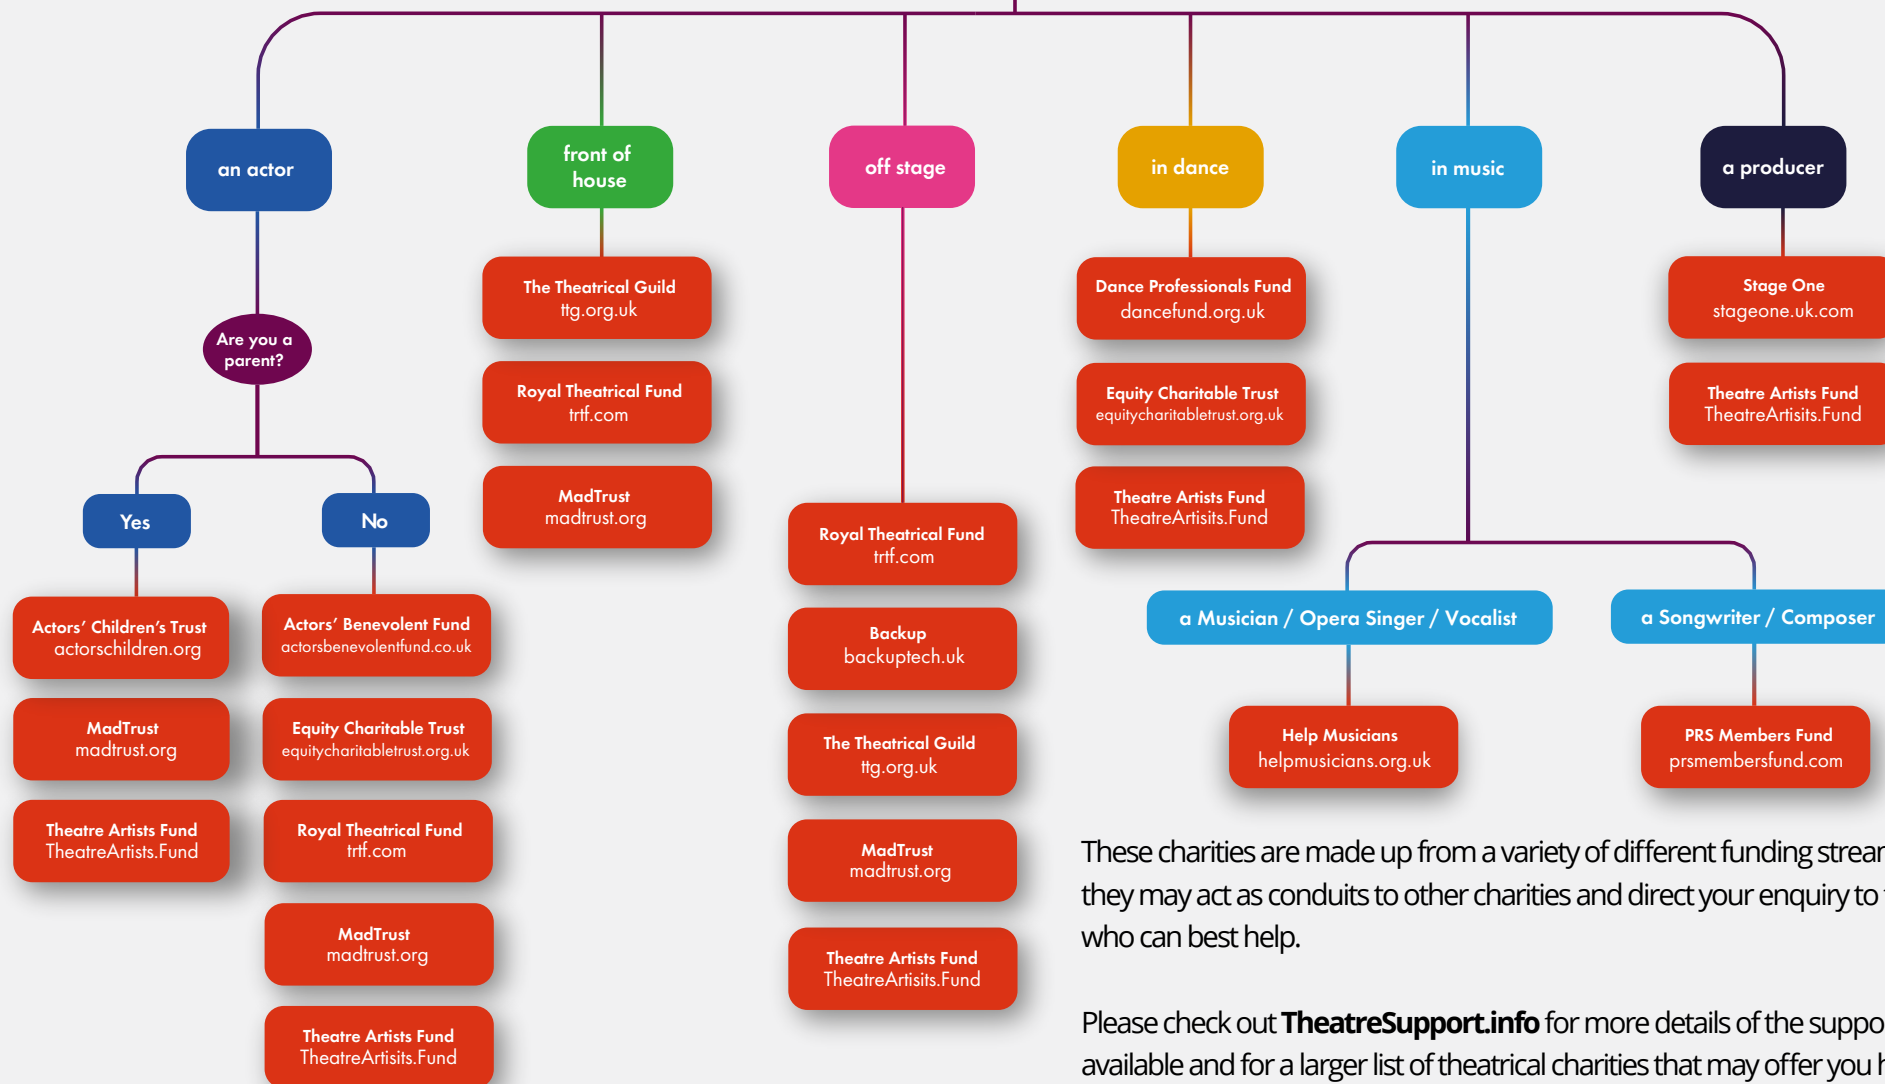 an actor
front of
house
off stage
in dance
in music
a producer
Are you a
parent?
Yes
No
Actors' Children's Trust
actorschildren.org
MadTrust
madtrust.org
Theatre Artists Fund
TheatreArtists.Fund
Actors' Benevolent Fund
actorsbenevolentfund.co.uk
Equity Charitable Trust
equitycharitabletrust.org.uk
Royal Theatrical Fund
trtf.com
MadTrust
madtrust.org
Theatre Artists Fund
TheatreArtisits.Fund
The Theatrical Guild
ttg.org.uk
Royal Theatrical Fund
trtf.com
MadTrust
madtrust.org
Royal Theatrical Fund
trtf.com
Backup
backuptech.uk
The Theatrical Guild
ttg.org.uk
MadTrust
madtrust.org
Theatre Artists Fund
TheatreArtisits.Fund
Dance Professionals Fund
dancefund.org.uk
Equity Charitable Trust
equitycharitabletrust.org.uk
Theatre Artists Fund
TheatreArtisits.Fund
a Musician / Opera Singer / Vocalist
Help Musicians
helpmusicians.org.uk
a Songwriter / Composer
PRS Members Fund
prsmembersfund.com
Stage One
stageone.uk.com
Theatre Artists Fund
TheatreArtisits.Fund
These charities are made up from a variety of different funding
they may act as conduits to other charities and direct your enquiry to
who can best help.
Please check out TheatreSupport.info for more details of the
available and for a larger list of theatrical charities that may offer you